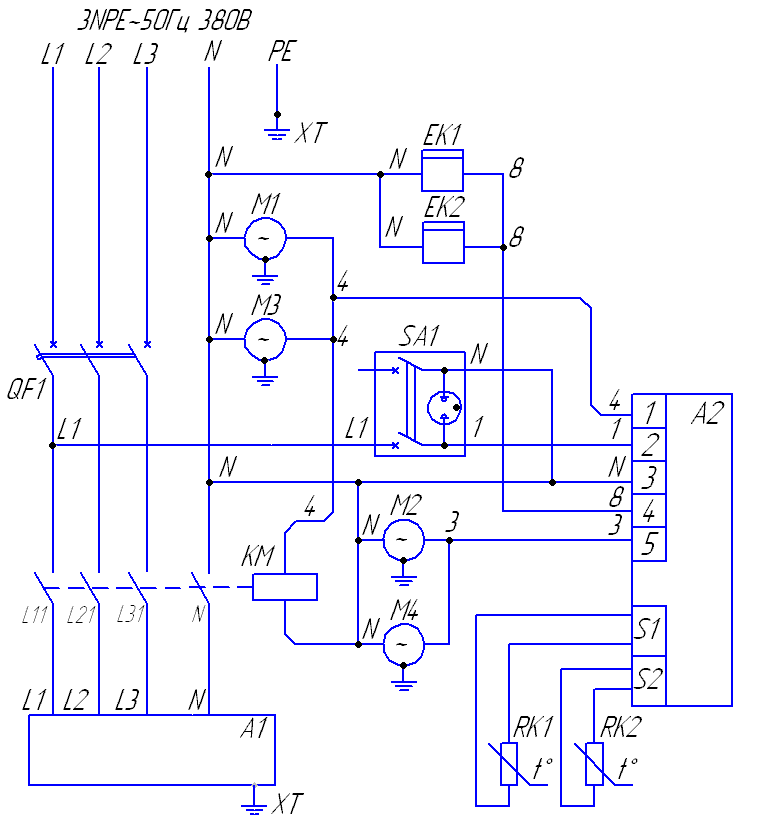 3NPE~50Гц 380В
L1 L2 L3 N PE
XT
EK1
N N 8
M1
EK2
N N 8
~
4
M3
N ~ 4
SA1 N
QF1
4 1 A2
L1 L1 1 1 2
N N 3
8 4
4 M2
N ~ 3 3 5
KM
M4
L11 L21 L31 N
N ~
S1
S2
L1 L2 L3 N
A1
RK1 RK2
t° t°
XT